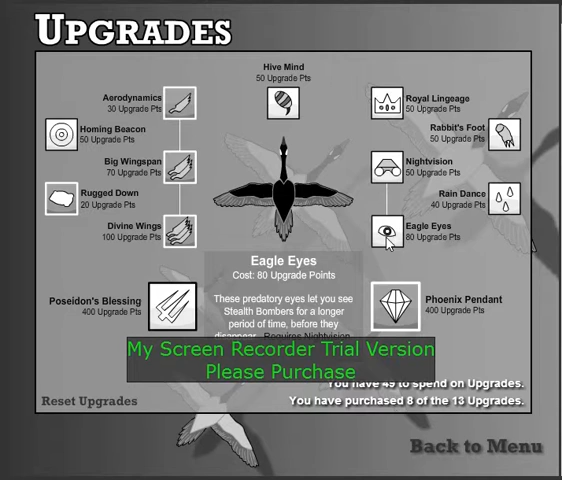 UPGRADES
Hive Mind
50 Upgrade Pts
Aerodynamics
30 Upgrade Pts
Royal Lingeage
50 Upgrade Pts
Homing Beacon
50 Upgrade Pts
Rabbit's Foot
50 Upgrade Pts
Big Wingspan
70 Upgrade Pts
Nightvision
50 Upgrade Pts
Rugged Down
20 Upgrade Pts
Rain Dance
40 Upgrade Pts
Divine Wings
100 Upgrade Pts
Eagle Eyes
80 Upgrade Pts
Eagle Eyes
Cost: 80 Upgrade Points
Poseidon's Blessing
400 Upgrade Pts
Phoenix Pendant
400 Upgrade Pts
These predatory eyes let you see
Stealth Bombers for a longer
period of time, before they
disappear. Requires Nightvision
My Screen Recorder Trial Version
Please Purchase
You have 49 to spend on Upgrades.
You have purchased 8 of the 13 Upgrades.
Reset Upgrades
Back to Menu